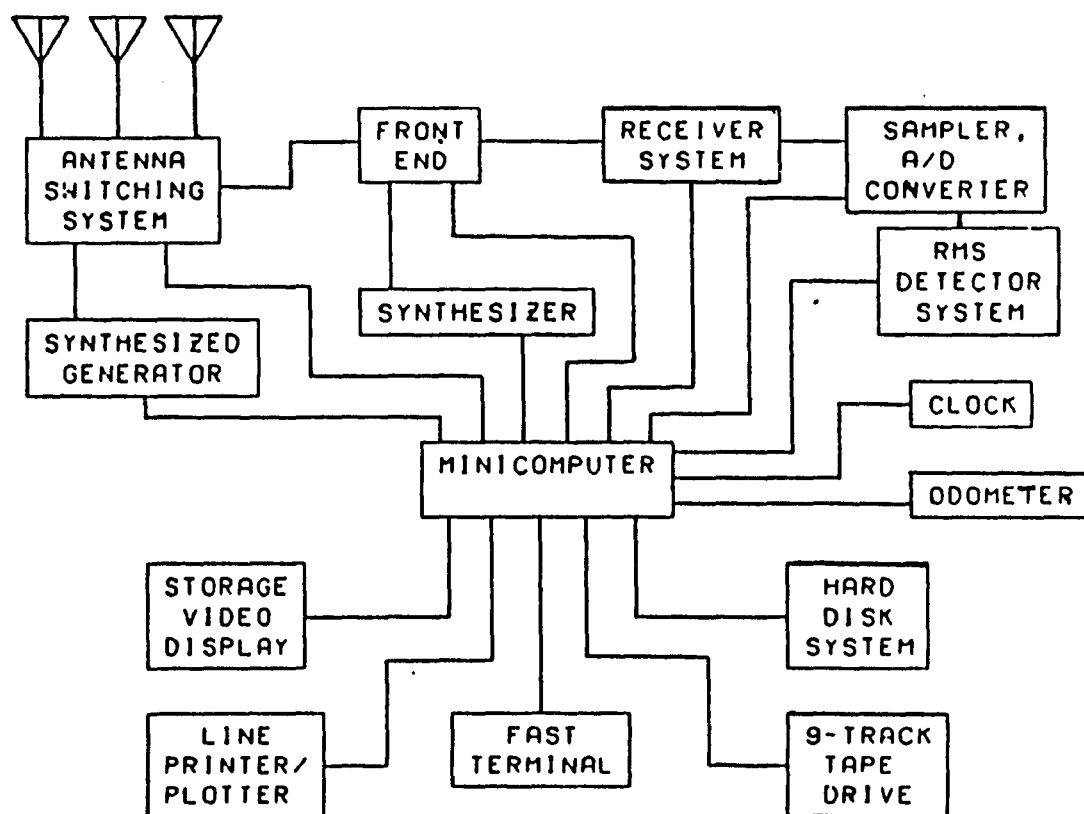 ANTENNA
SWITCHING
SYSTEM
FRONT
END
RECEIVER
SYSTEM
SAMPLER,
A/D
CONVERTER
RMS
DETECTOR
SYSTEM
SYNTHESIZER
SYNTHESIZED
GENERATOR
CLOCK
MINICOMPUTER
ODOMETER
STORAGE
VIDEO
DISPLAY
HARD
DISK
SYSTEM
LINE
PRINTER/
PLOTTER
FAST
TERMINAL
9-TRACK
TAPE
DRIVE